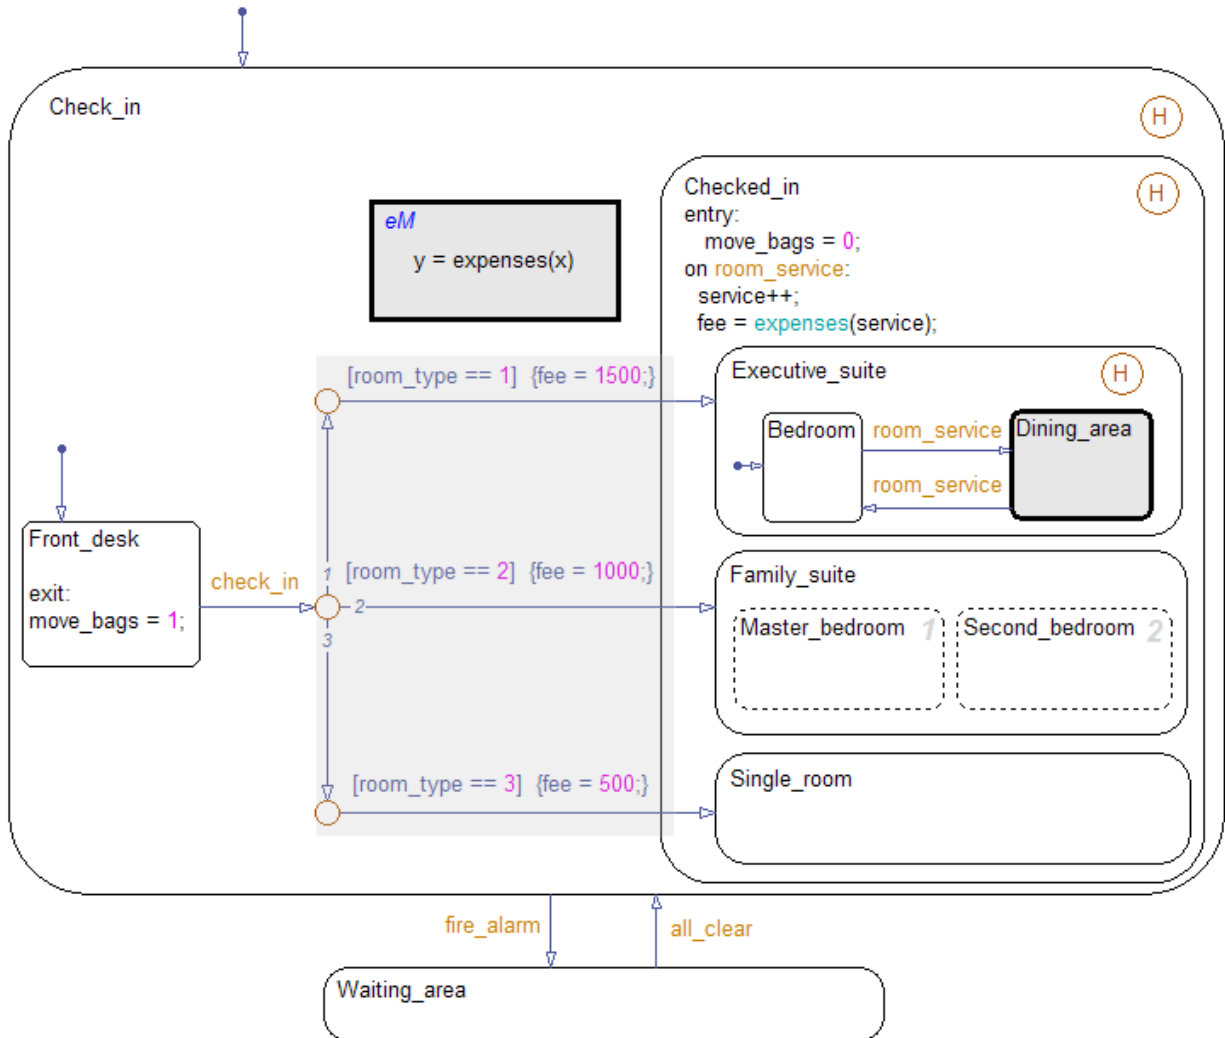 Check_in
H
Checked_in
H
entry:
move_bags = 0;
on room_service:
service++;
fee = expenses(service);
eM
y = expenses(x)
[room_type == 1] {fee = 1500;}
Executive_suite
H
Bedroom
room_service
Dining_area
room_service
Front_desk
exit:
move_bags = 1;
check_in
1
2
3
[room_type == 2] {fee = 1000;}
Family_suite
Master_bedroom 1
Second_bedroom 2
[room_type == 3] {fee = 500;}
Single_room
fire_alarm
all_clear
Waiting_area